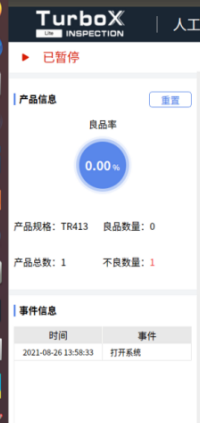 TurboX
Lite INSPECTION
人工
已暂停
产品信息
重置
良品率
0.00 %
产品规格：TR413 良品数量：0
产品总数：1 不良数量：1
事件信息
时间 事件
2021-08-26 13:58:33 打开系统